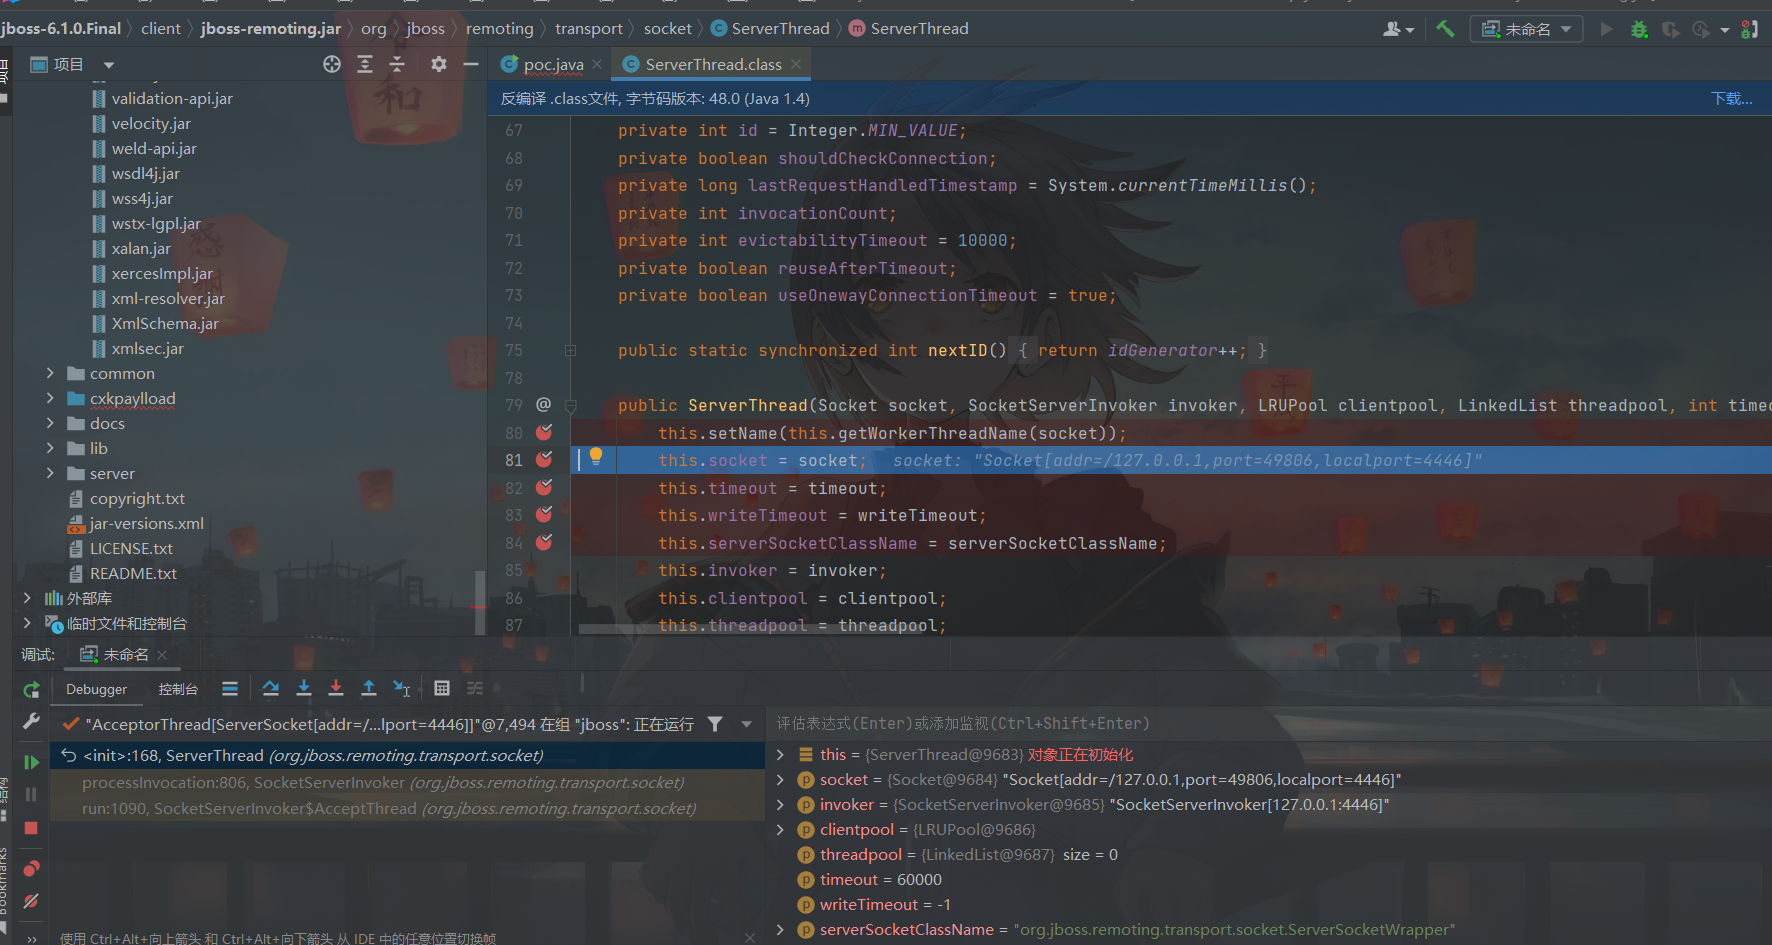 jboss-6.1.0.Final 〉 client 〉 jboss-remoting.jar 〉 org 〉 jboss 〉 remoting 〉 transport 〉 socket 〉 ServerThread 〉 ServerThread
未命名
项目
poc.java
ServerThread.class
反编译 .class文件, 字节码版本: 48.0 (Java 1.4)
下载...
validation-api.jar
velocity.jar
weld-api.jar
wsdl4j.jar
wss4j.jar
wstx-lgpl.jar
xalan.jar
xercesImpl.jar
xml-resolver.jar
XmlSchema.jar
xmlsec.jar
common
cxkpaylload
docs
lib
server
copyright.txt
jar-versions.xml
LICENSE.txt
README.txt
外部库
临时文件和控制台
67 private int id = Integer.MIN_VALUE;
68 private boolean shouldCheckConnection;
69 private long lastRequestHandledTimestamp = System.currentTimeMillis();
70 private int invocationCount;
71 private int evictabilityTimeout = 10000;
72 private boolean reuseAfterTimeout;
73 private boolean useOnewayConnectionTimeout = true;
74
75 public static synchronized int nextID() { return idGenerator++; }
78
79 @ public ServerThread(Socket socket, SocketServerInvoker invoker, LRUPool clientpool, LinkedList threadpool, int timeo
80 this.setName(this.getWorkerThreadName(socket));
81 this.socket = socket; socket: "Socket[addr=/127.0.0.1,port=49806,localport=4446]"
82 this.timeout = timeout;
83 this.writeTimeout = writeTimeout;
84 this.serverSocketClassName = serverSocketClassName;
85 this.invoker = invoker;
86 this.clientpool = clientpool;
87 this.threadpool = threadpool;
调试: 未命名
Debugger 控制台
"AcceptorThread[ServerSocket[addr=/...lport=4446]]"@7,494 在组 "jboss": 正在运行
<init>:168, ServerThread (org.jboss.remoting.transport.socket)
processInvocation:806, SocketServerInvoker (org.jboss.remoting.transport.socket)
run:1090, SocketServerInvoker$AcceptThread (org.jboss.remoting.transport.socket)
评估表达式(Enter)或添加监视(Ctrl+Shift+Enter)
this = {ServerThread@9683} 对象正在初始化
socket = {Socket@9684} "Socket[addr=/127.0.0.1,port=49806,localport=4446]"
invoker = {SocketServerInvoker@9685} "SocketServerInvoker[127.0.0.1:4446]"
clientpool = {LRUPool@9686}
threadpool = {LinkedList@9687} size = 0
timeout = 60000
writeTimeout = -1
serverSocketClassName = "org.jboss.remoting.transport.socket.ServerSocketWrapper"
使用 Ctrl+Alt+向上箭头 和 Ctrl+Alt+向下箭头 从 IDE 中的任意位置切换帧
项目
结构
Bookmarks